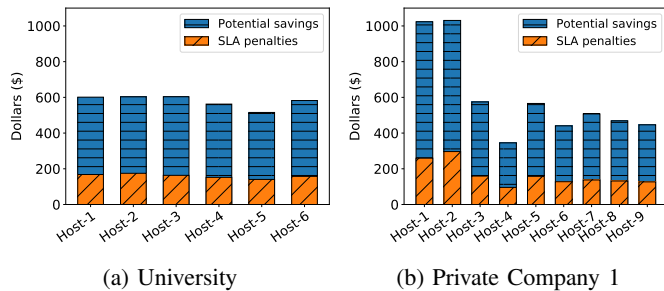 Dollars ($)
1000
800
600
400
200
0
Potential savings
SLA penalties
Host-1
Host-2
Host-3
Host-4
Host-5
Host-6
(a) University
Dollars ($)
1000
800
600
400
200
0
Potential savings
SLA penalties
Host-1
Host-2
Host-3
Host-4
Host-5
Host-6
Host-7
Host-8
Host-9
(b) Private Company 1